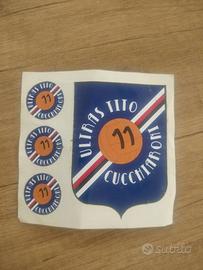 ULTRAS TITO
11
CUCCHIARONI
ULTRAS TITO
11
CUCCHIARONI
ULTRAS TITO
11
CUCCHIARONI
ULTRAS TITO
11
CUCCHIARONI
subito